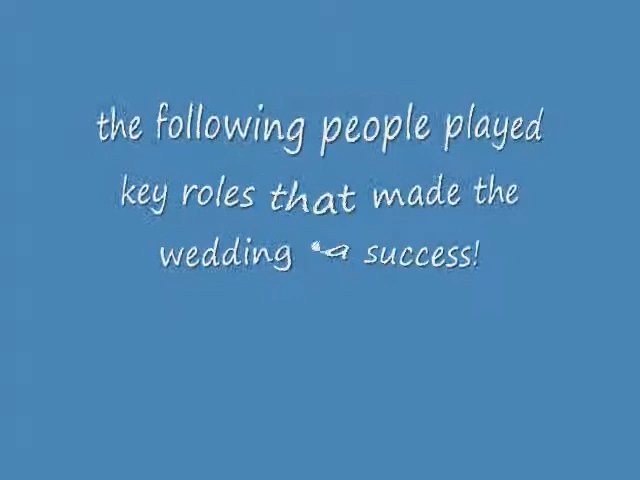 the following people played
key roles that made the
wedding a success!